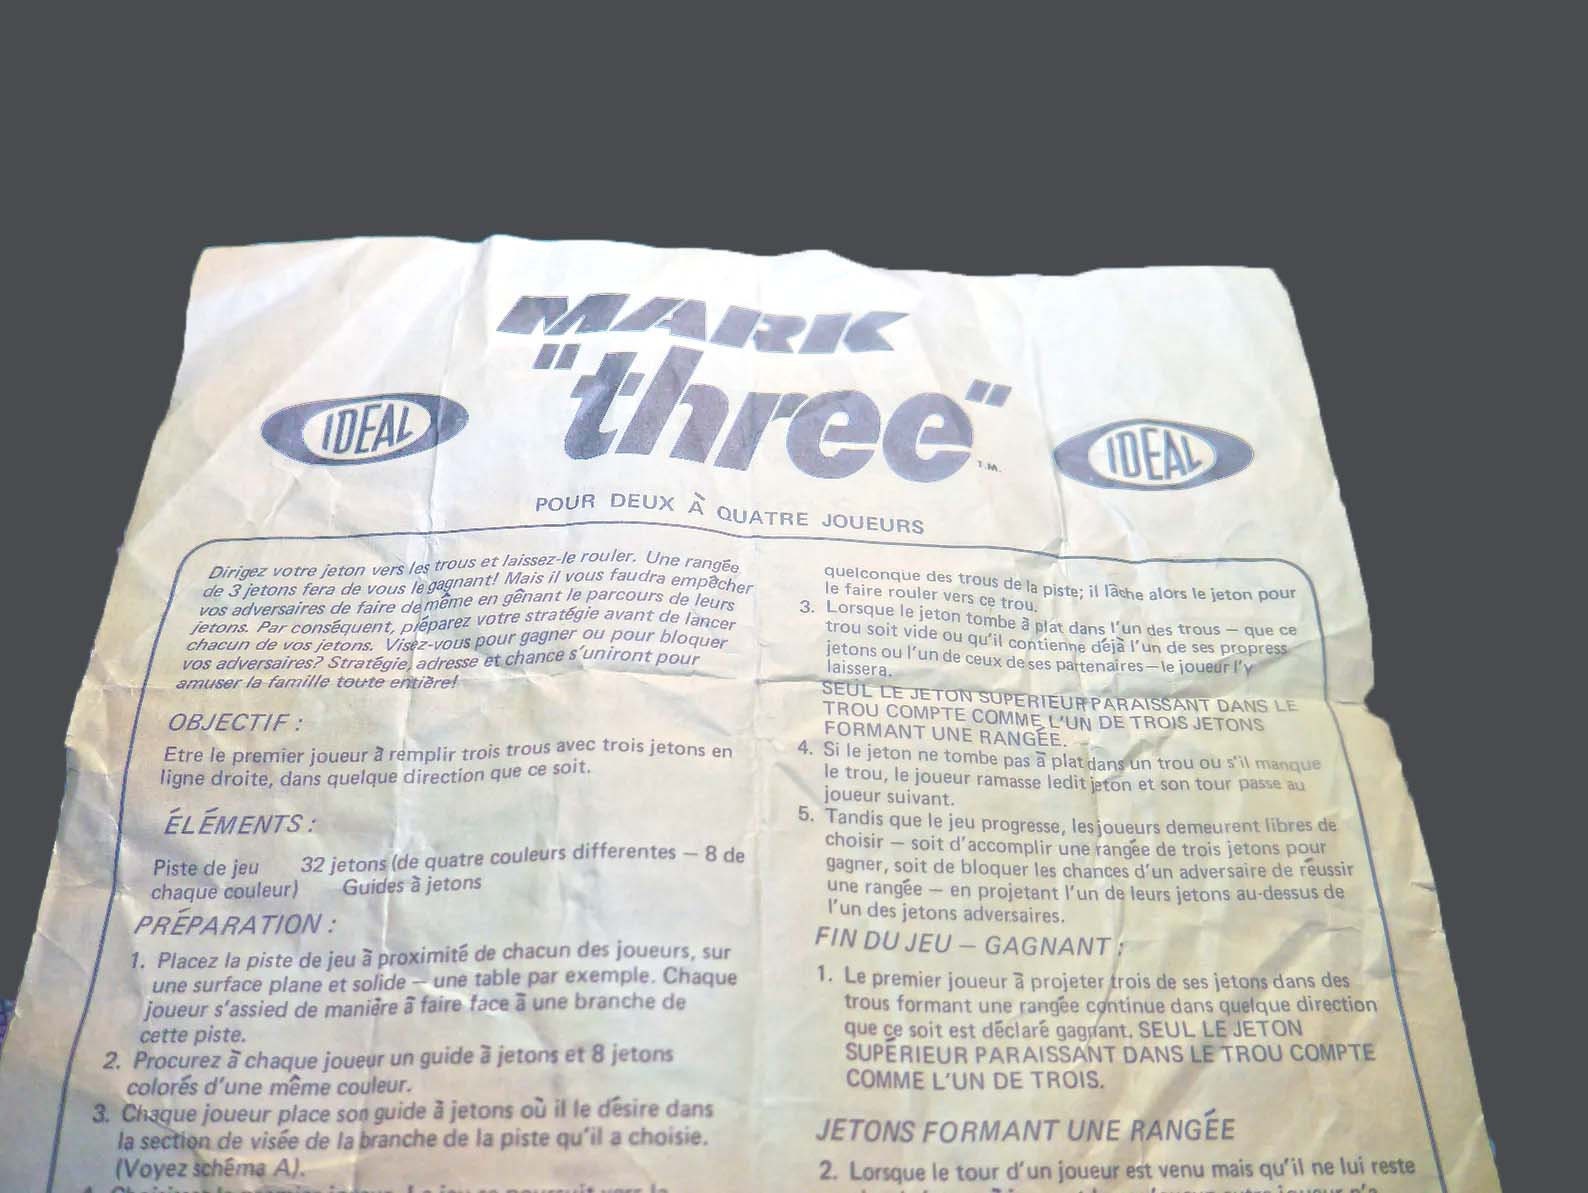 MARK
"three"
T.M.
IDEAL
IDEAL
POUR DEUX À QUATRE JOUEURS
Dirigez votre jeton vers les trous et laissez-le rouler. Une rangée
de 3 jetons fera de vous le gagnant! Mais il vous faudra empêcher
vos adversaires de faire de même en gênant le parcours de leurs
jetons. Par conséquent, préparez votre stratégie avant de lancer
chacun de vos jetons. Visez-vous pour gagner ou pour bloquer
vos adversaires? Stratégie, adresse et chance s'uniront pour
amuser la famille toute entière!
OBJECTIF :
Etre le premier joueur à remplir trois trous avec trois jetons en
ligne droite, dans quelque direction que ce soit.
ÉLÉMENTS :
Piste de jeu 32 jetons (de quatre couleurs differentes — 8 de
chaque couleur) Guides à jetons
PRÉPARATION :
1. Placez la piste de jeu à proximité de chacun des joueurs, sur
une surface plane et solide — une table par exemple. Chaque
joueur s'assied de manière à faire face à une branche de
cette piste.
2. Procurez à chaque joueur un guide à jetons et 8 jetons
colorés d'une même couleur.
3. Chaque joueur place son guide à jetons où il le désire dans
la section de visée de la branche de la piste qu'il a choisie.
(Voyez schéma A).
quelconque des trous de la piste; il lâche alors le jeton pour
le faire rouler vers ce trou.
3. Lorsque le jeton tombe à plat dans l'un des trous — que ce
trou soit vide ou qu'il contienne déjà l'un de ses propress
jetons ou l'un de ceux de ses partenaires—le joueur l'y
laissera.
SEUL LE JETON SUPERIEUR PARAISSANT DANS LE
TROU COMPTE COMME L'UN DE TROIS JETONS
FORMANT UNE RANGÉE.
4. Si le jeton ne tombe pas à plat dans un trou ou s'il manque
le trou, le joueur ramasse ledit jeton et son tour passe au
joueur suivant.
5. Tandis que le jeu progresse, les joueurs demeurent libres de
choisir — soit d'accomplir une rangée de trois jetons pour
gagner, soit de bloquer les chances d'un adversaire de réussir
une rangée — en projetant l'un de leurs jetons au-dessus de
l'un des jetons adversaires.
FIN DU JEU — GAGNANT :
1. Le premier joueur à projeter trois de ses jetons dans des
trous formant une rangée continue dans quelque direction
que ce soit est déclaré gagnant. SEUL LE JETON
SUPÉRIEUR PARAISSANT DANS LE TROU COMPTE
COMME L'UN DE TROIS.
JETONS FORMANT UNE RANGÉE
2. Lorsque le tour d'un joueur est venu mais qu'il ne lui reste